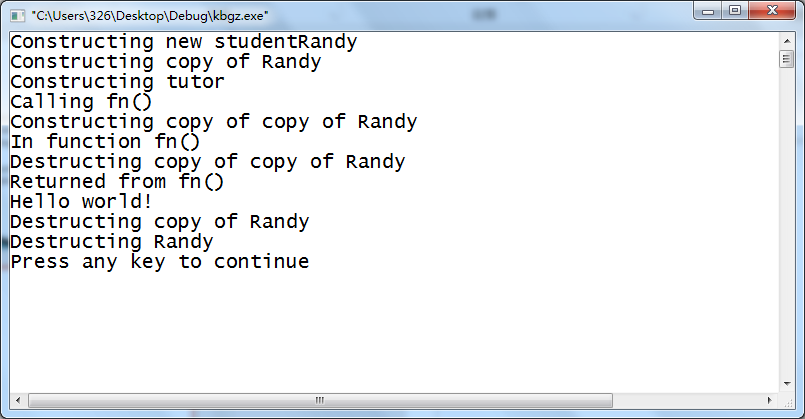 "C:\Users\326\Desktop\Debug\kbgz.exe"
Constructing new studentRandy
Constructing copy of Randy
Constructing tutor
Calling fn()
Constructing copy of copy of Randy
In function fn()
Destructing copy of copy of Randy
Returned from fn()
Hello world!
Destructing copy of Randy
Destructing Randy
Press any key to continue